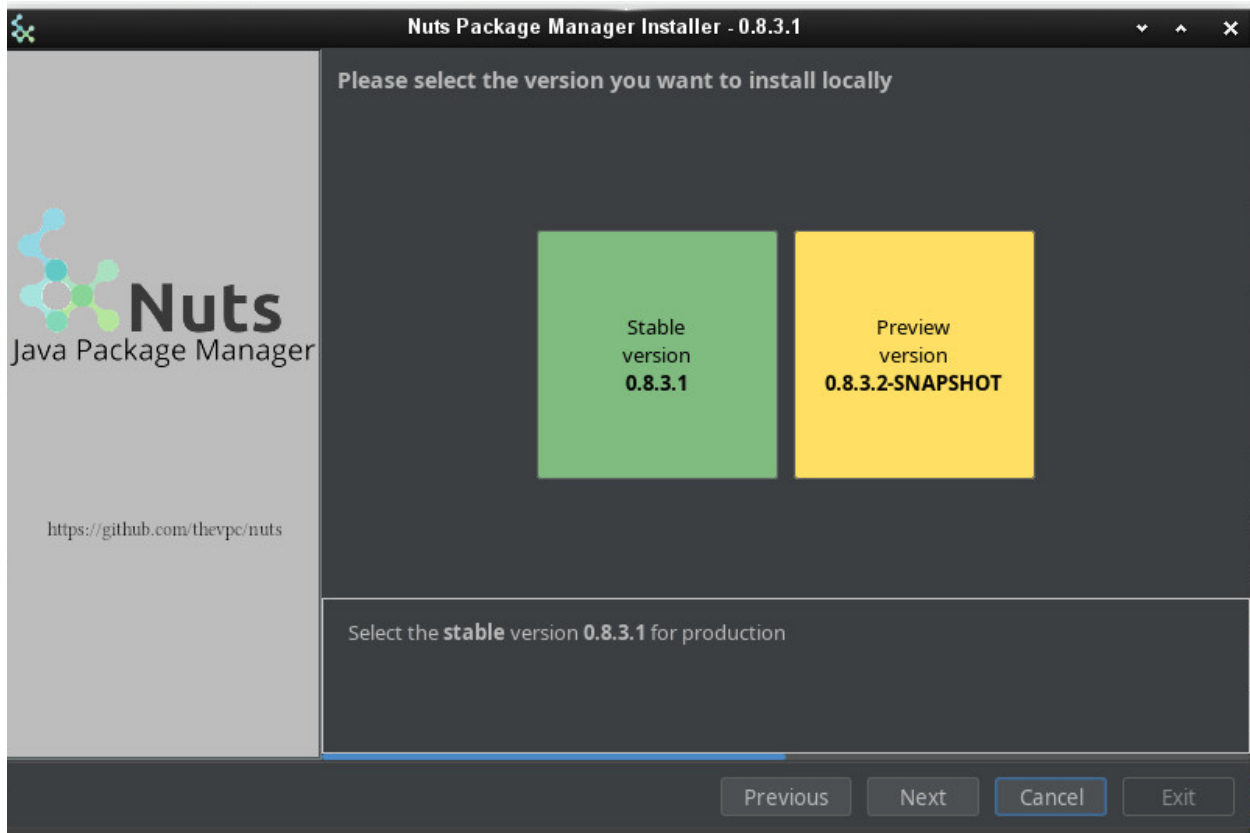 Nuts Package Manager Installer - 0.8.3.1
Please select the version you want to install locally
Nuts
Java Package Manager
https://github.com/thevpc/nuts
Stable
version
0.8.3.1
Preview
version
0.8.3.2-SNAPSHOT
Select the stable version 0.8.3.1 for production
Previous Next Cancel Exit